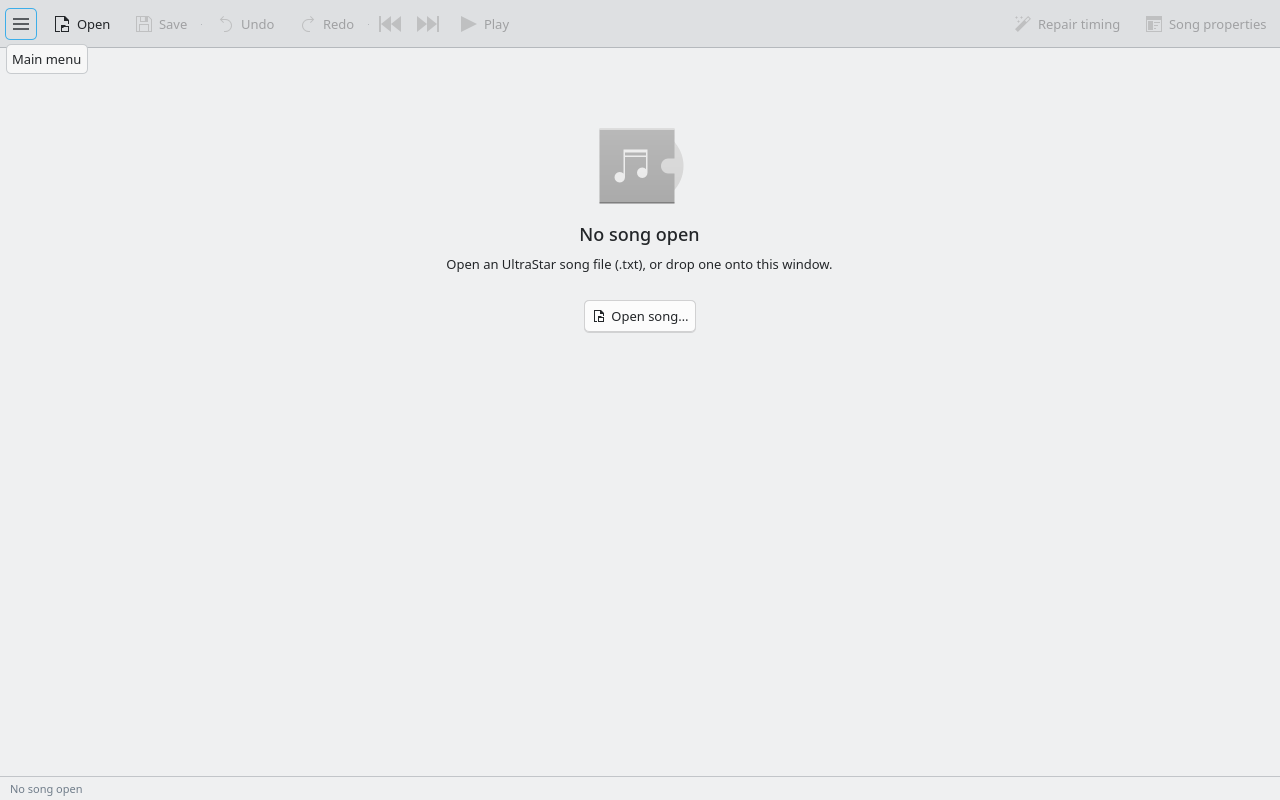 Open
Save
Undo
Redo
Play
Repair timing
Song properties
Main menu
No song open
Open an UltraStar song file (.txt), or drop one onto this window.
Open song...
No song open